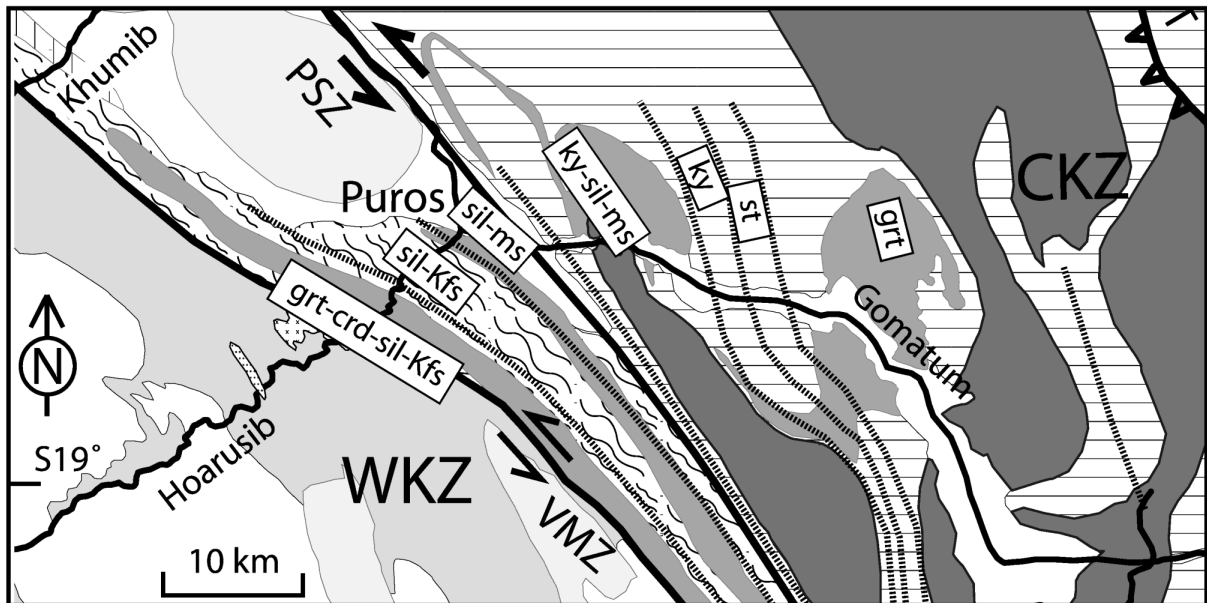 Khumib
PSZ
Puros
sil-ms
ky-sil-ms
ky
st
grt
CKZ
sil-Kfs
grt-crd-sil-Kfs
Gomatum
N
S19°
Hoarusib
WKZ
VMZ
10 km